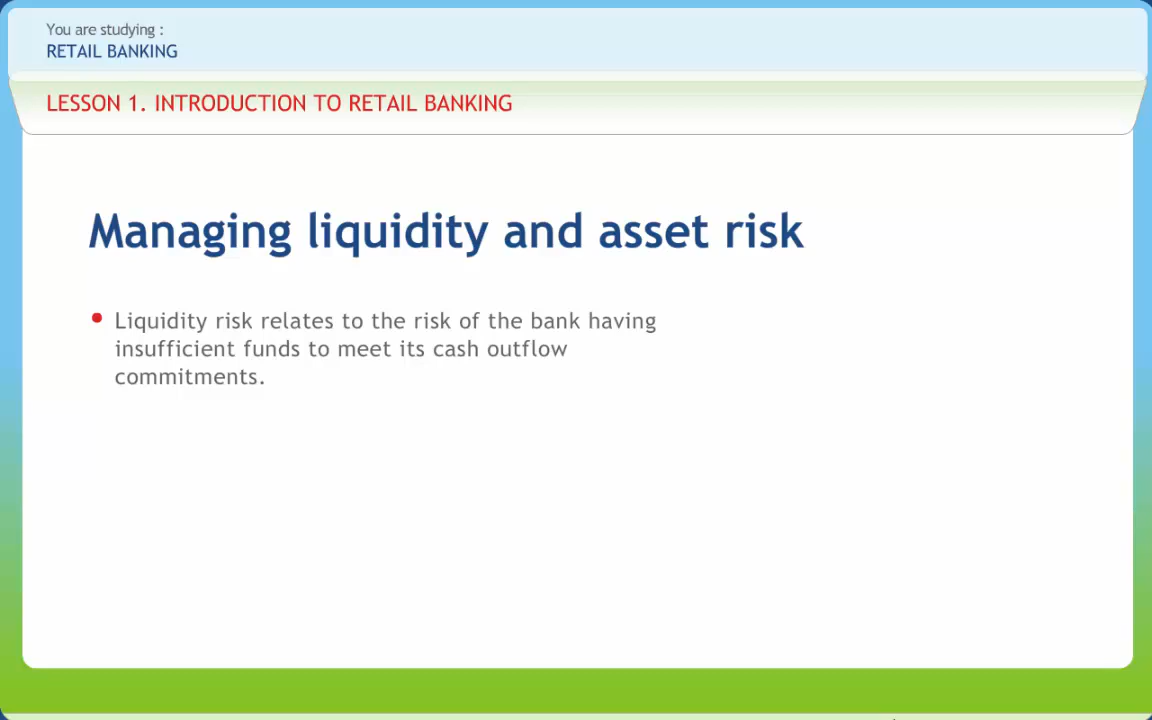 You are studying :
RETAIL BANKING
LESSON 1. INTRODUCTION TO RETAIL BANKING
Managing liquidity and asset risk
• Liquidity risk relates to the risk of the bank having
insufficient funds to meet its cash outflow
commitments.